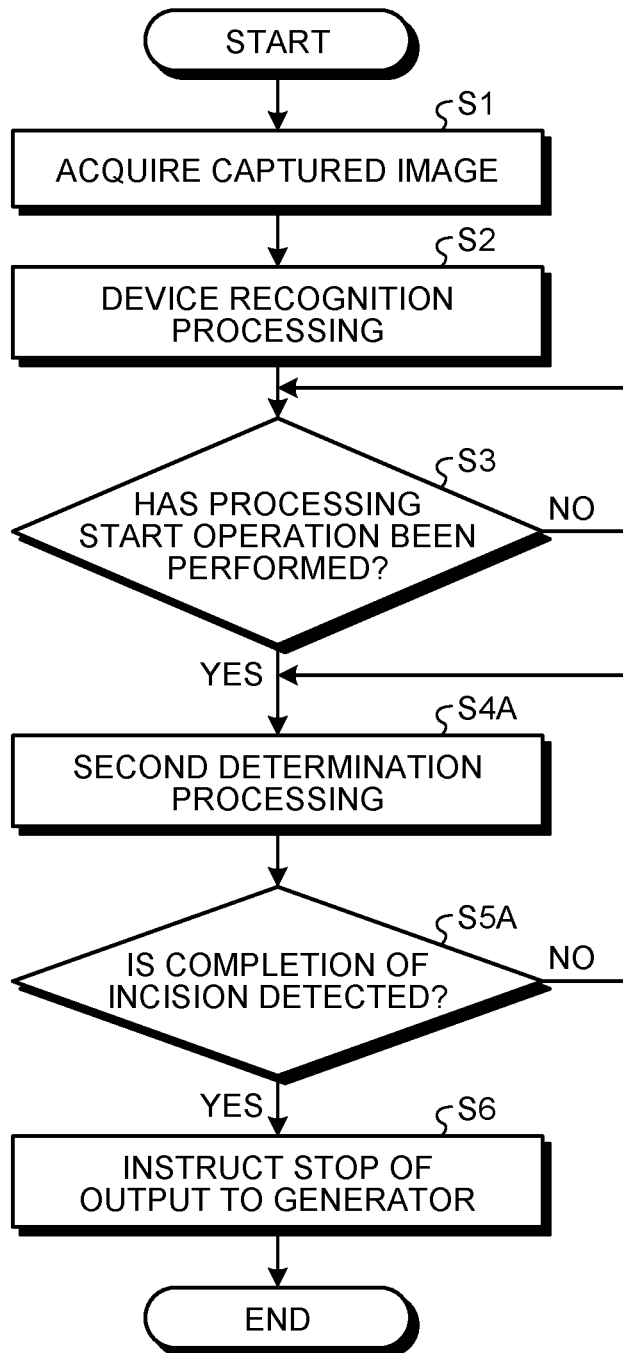 START
S1
ACQUIRE CAPTURED IMAGE
S2
DEVICE RECOGNITION
PROCESSING
S3
HAS PROCESSING
START OPERATION BEEN
PERFORMED?
NO
YES
S4A
SECOND DETERMINATION
PROCESSING
S5A
IS COMPLETION OF
INCISION DETECTED?
NO
YES
S6
INSTRUCT STOP OF
OUTPUT TO GENERATOR
END